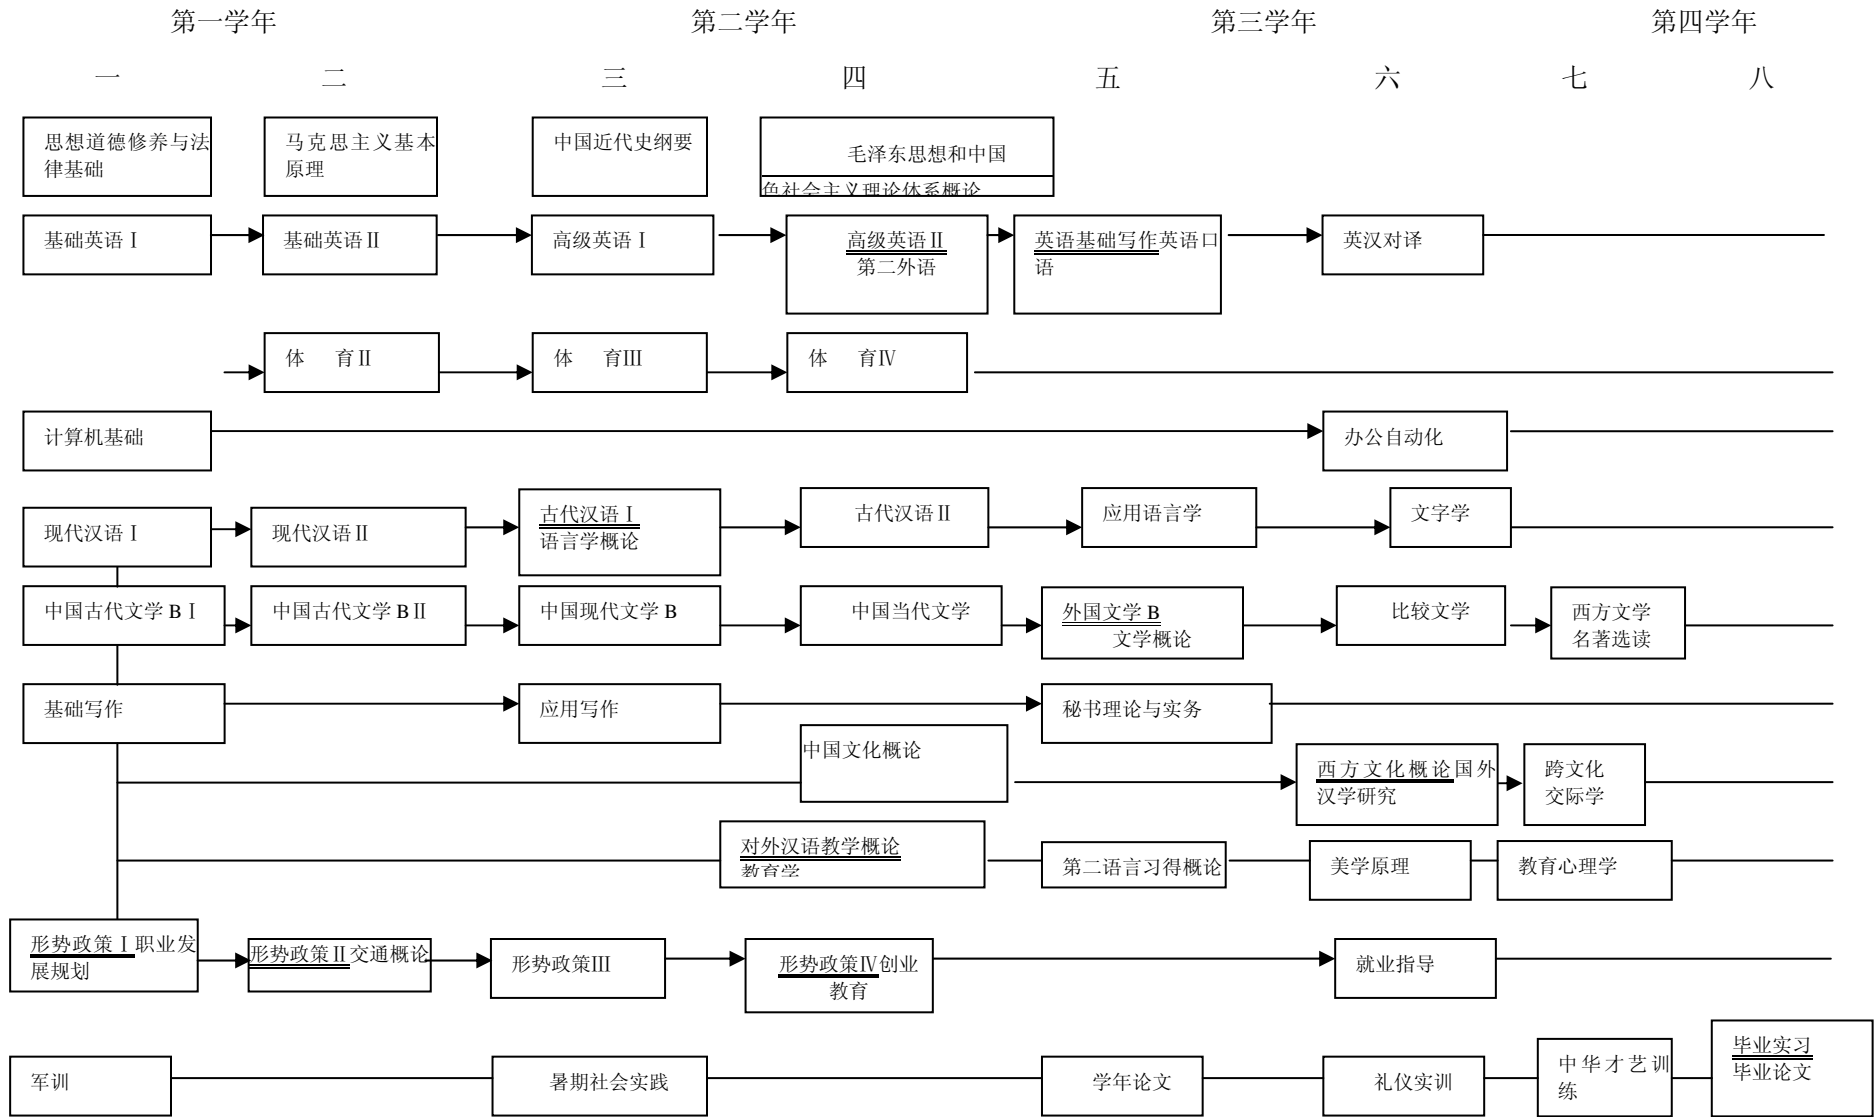 第一学年 第二学年 第三学年 第四学年
一 二 三 四 五 六 七 八
思想道德修养与法
律基础
马克思主义基本
原理
中国近代史纲要
毛泽东思想和中国
色社会主义理论体系概论
基础英语Ⅰ
基础英语Ⅱ
高级英语Ⅰ
高级英语Ⅱ
第二外语
英语基础写作英语口
语
英汉对译
体 育Ⅱ
体 育Ⅲ
体 育Ⅳ
计算机基础
办公自动化
现代汉语Ⅰ
现代汉语Ⅱ
古代汉语Ⅰ
语言学概论
古代汉语Ⅱ
应用语言学
文字学
中国古代文学 B Ⅰ
中国古代文学 B Ⅱ
中国现代文学 B
中国当代文学
外国文学 B
文学概论
比较文学
西方文学
名著选读
基础写作
应用写作
秘书理论与实务
中国文化概论
西方文化概论国外
汉学研究
跨文化
交际学
对外汉语教学概论
教育学
第二语言习得概论
美学原理
教育心理学
形势政策Ⅰ职业发
展规划
形势政策Ⅱ交通概论
形势政策Ⅲ
形势政策Ⅳ创业
教育
就业指导
军训
暑期社会实践
学年论文
礼仪实训
中华才艺训
练
毕业实习
毕业论文